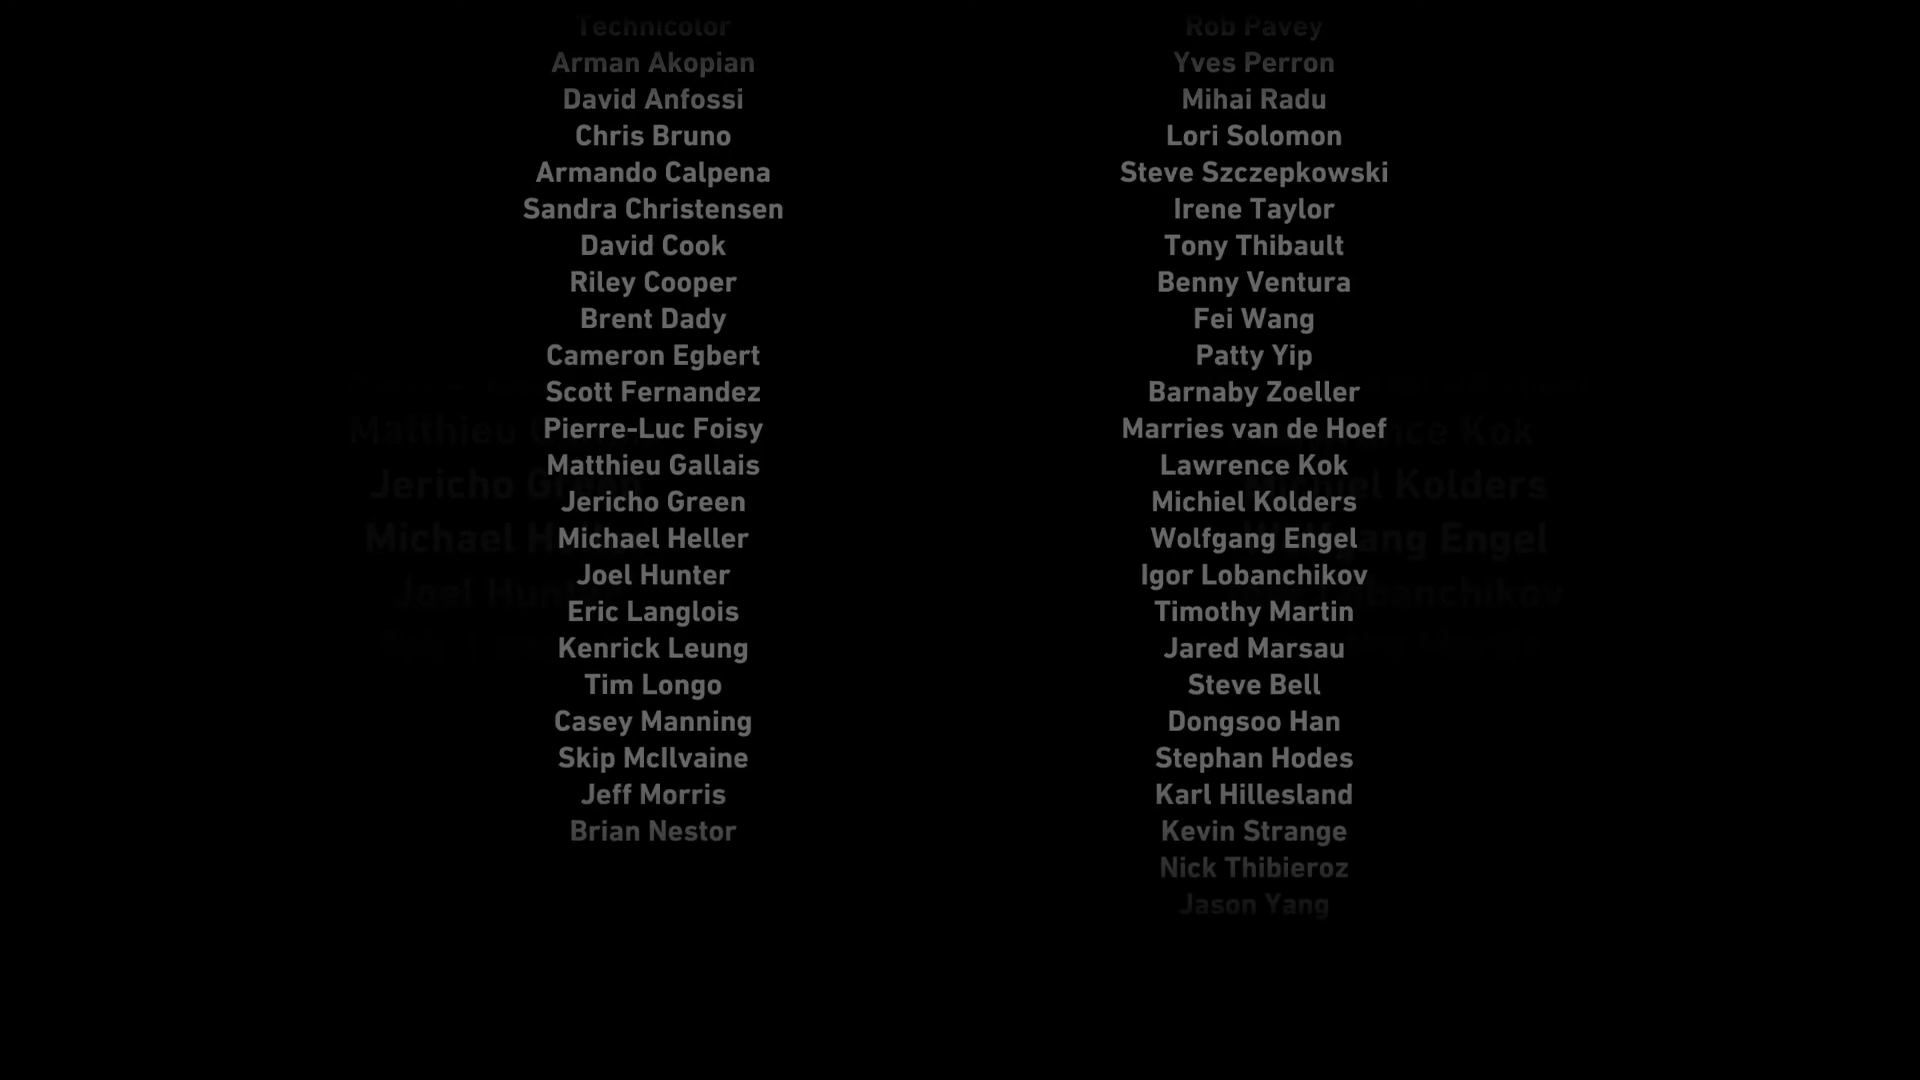 Technicolor
Arman Akopian
David Anfossi
Chris Bruno
Armando Calpena
Sandra Christensen
David Cook
Riley Cooper
Brent Dady
Cameron Egbert
Scott Fernandez
Pierre-Luc Foisy
Matthieu Gallais
Jericho Green
Michael Heller
Joel Hunter
Eric Langlois
Kenrick Leung
Tim Longo
Casey Manning
Skip McIlvaine
Jeff Morris
Brian Nestor
Rob Pavey
Yves Perron
Mihai Radu
Lori Solomon
Steve Szczepkowski
Irene Taylor
Tony Thibault
Benny Ventura
Fei Wang
Patty Yip
Barnaby Zoeller
Marries van de Hoef
Lawrence Kok
Michiel Kolders
Wolfgang Engel
Igor Lobanchikov
Timothy Martin
Jared Marsau
Steve Bell
Dongsoo Han
Stephan Hodes
Karl Hillesland
Kevin Strange
Nick Thibieroz
Jason Yang